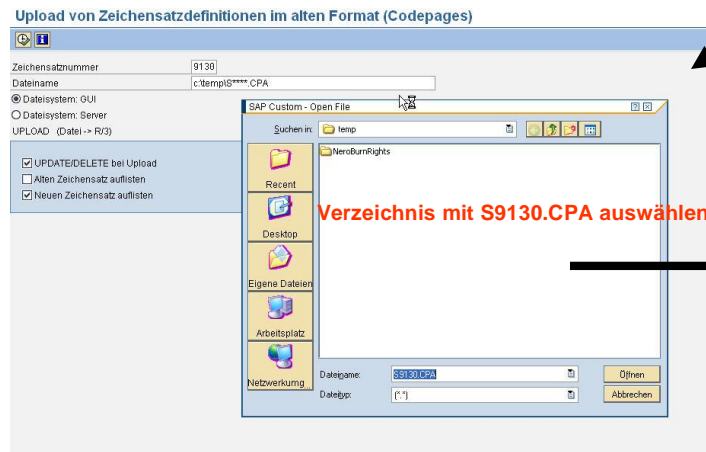 Upload von Zeichensatzdefinitionen im alten Format (Codepages)
Zeichensatznummer 9130
Dateiname c:\temp\S****.CPA
Dateisystem: GUI
Dateisystem: Server
UPLOAD (Datei -> R/3)
UPDATE/DELETE bei Upload
Alten Zeichensatz auflisten
Neuen Zeichensatz auflisten
SAP Custom - Open File
Suchen in: temp
NeroBurnRights
Recent
Desktop
Eigene Dateien
Arbeitsplatz
Netzwerkumg...
Verzeichnis mit S9130.CPA auswählen
Dateiname: S9130.CPA Öffnen
Dateityp: (*.*) Abbrechen